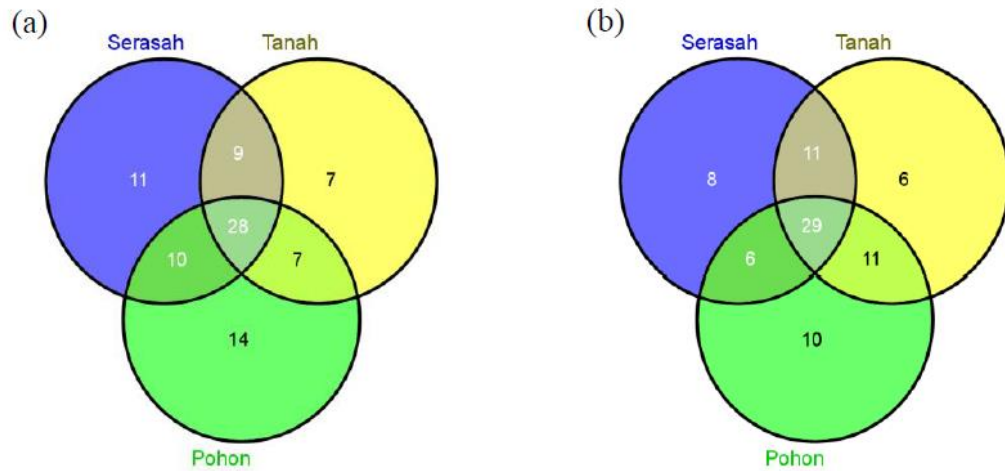 (a)
Serasah Tanah
11 9 7
28
10 7
14
Pohon
(b)
Serasah Tanah
8 11 6
29
6 11
10
Pohon